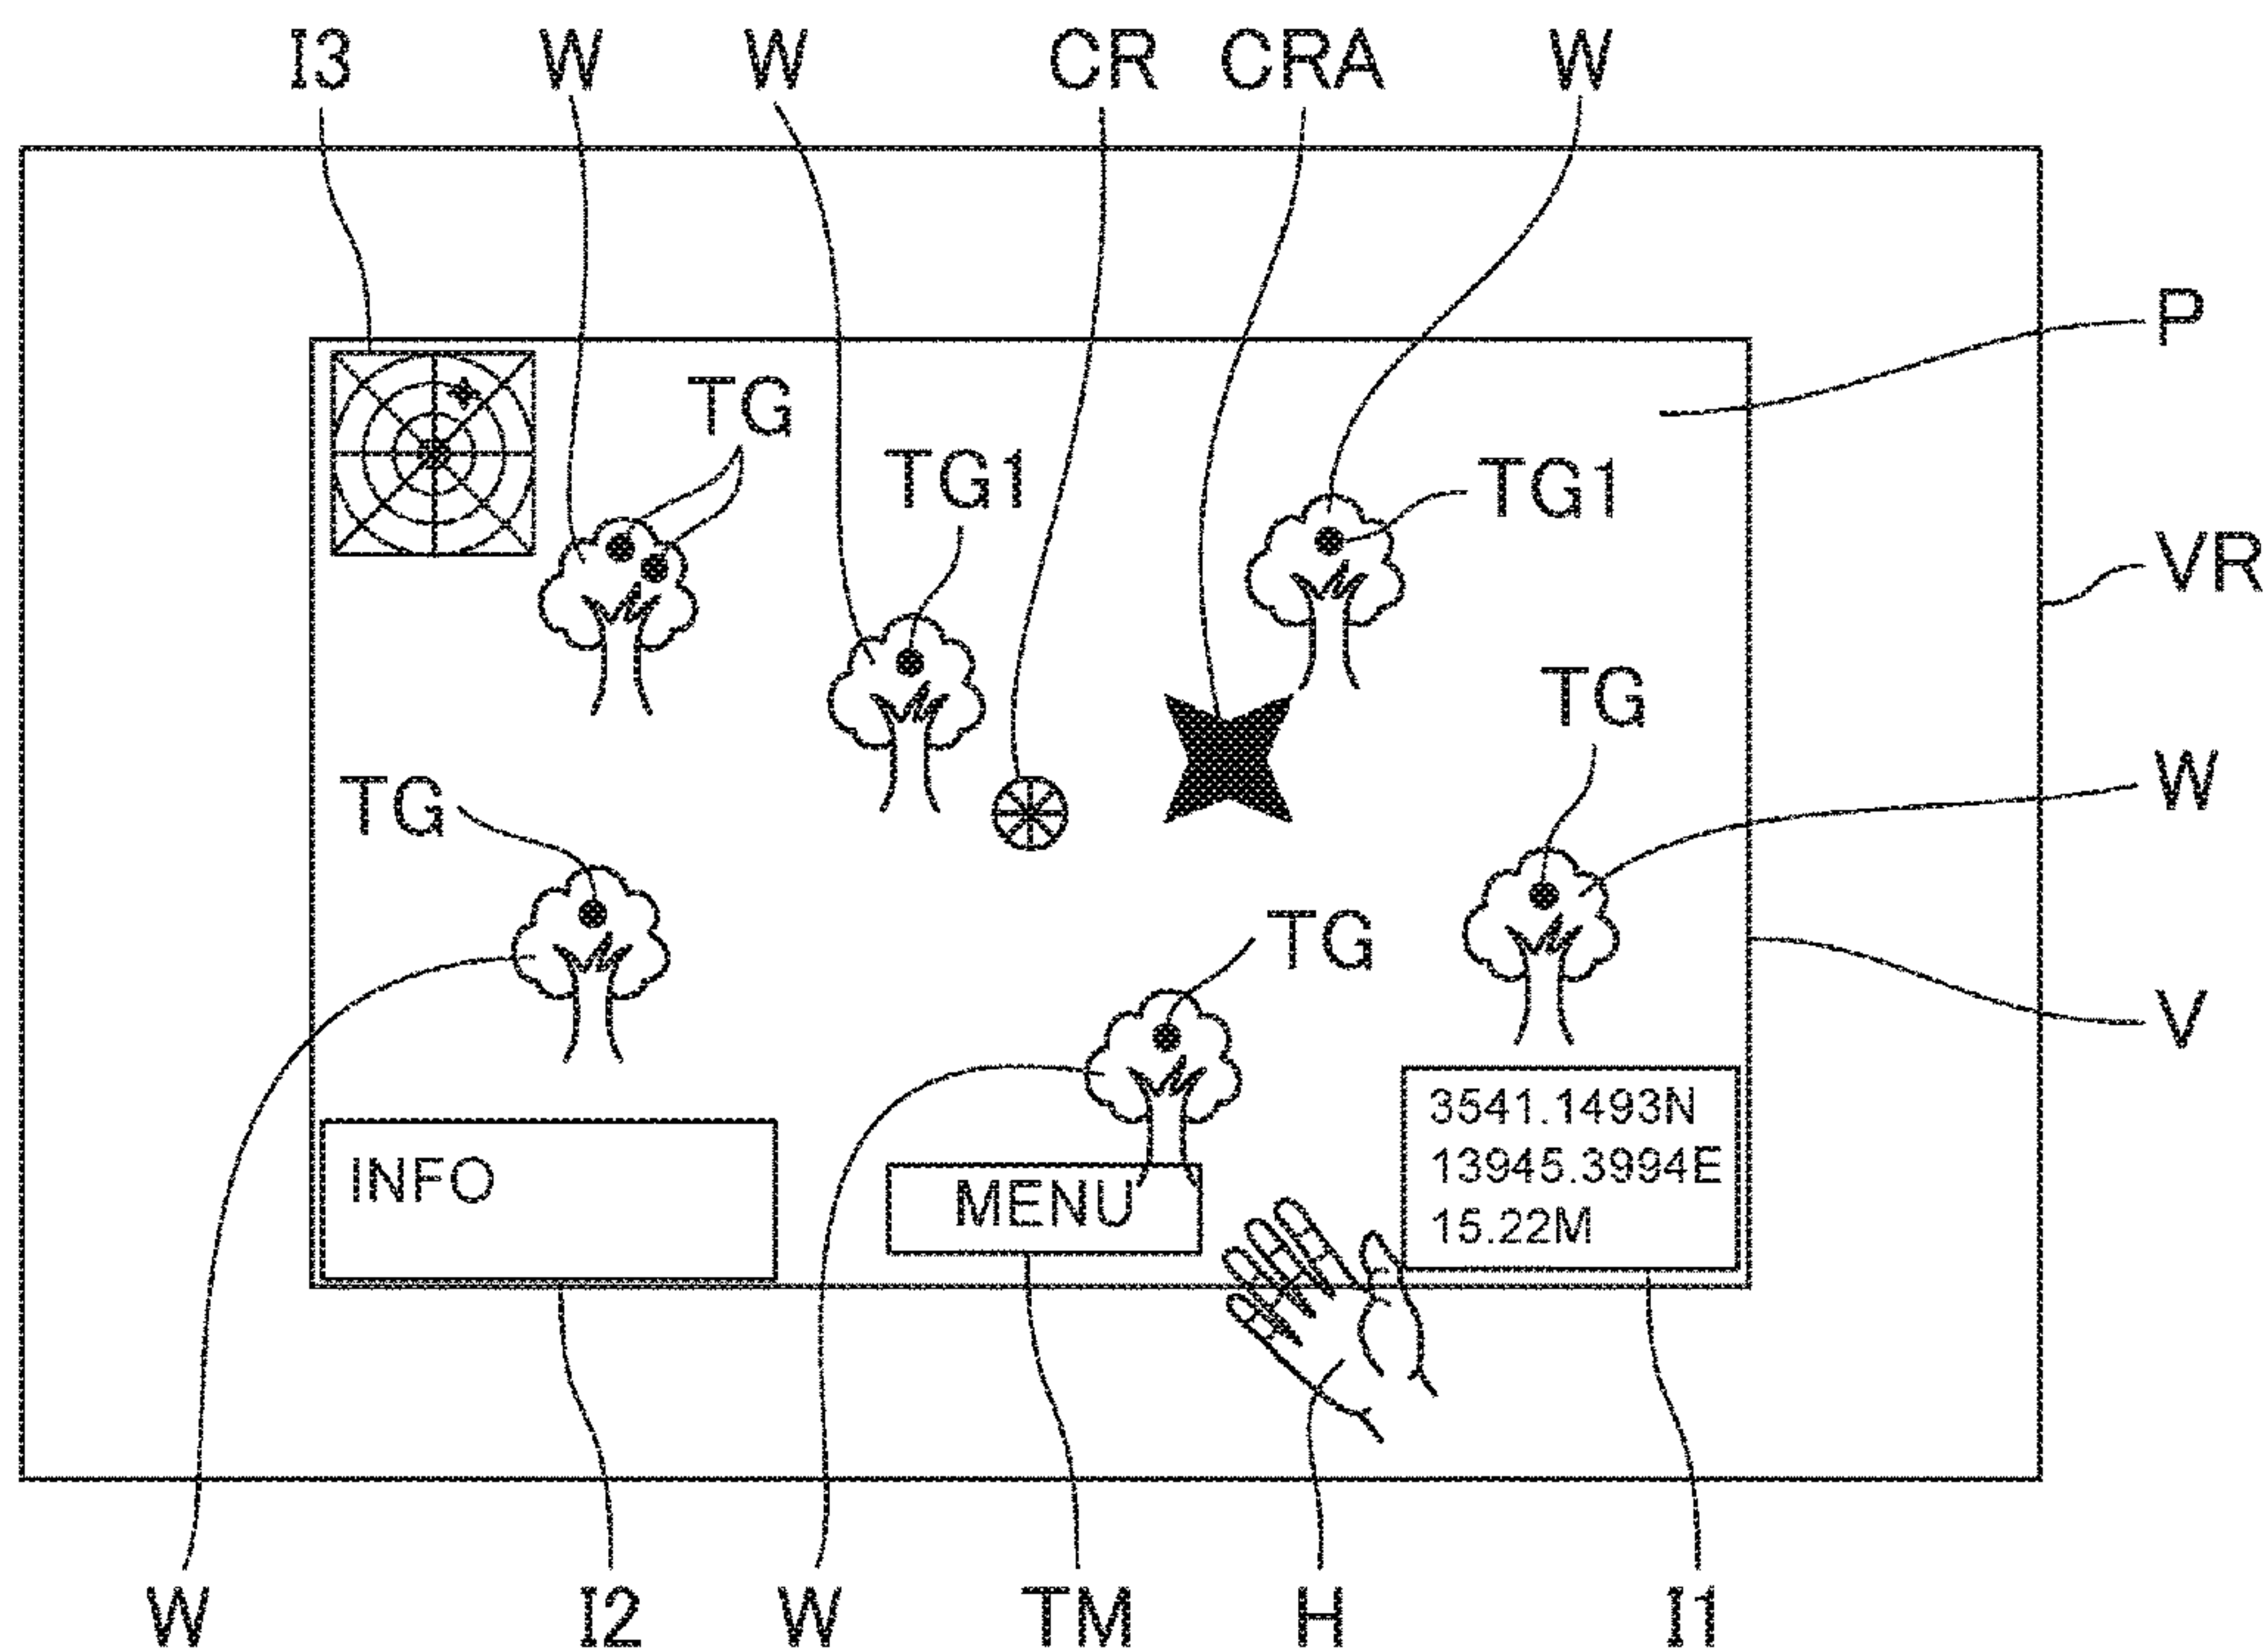 I3 W W CR CRA W
P
TG
TG1
TG1
VR
TG
W
TG
TG
V
3541.1493N
13945.3994E
15.22M
INFO
MENU
W I2 W TM H I1